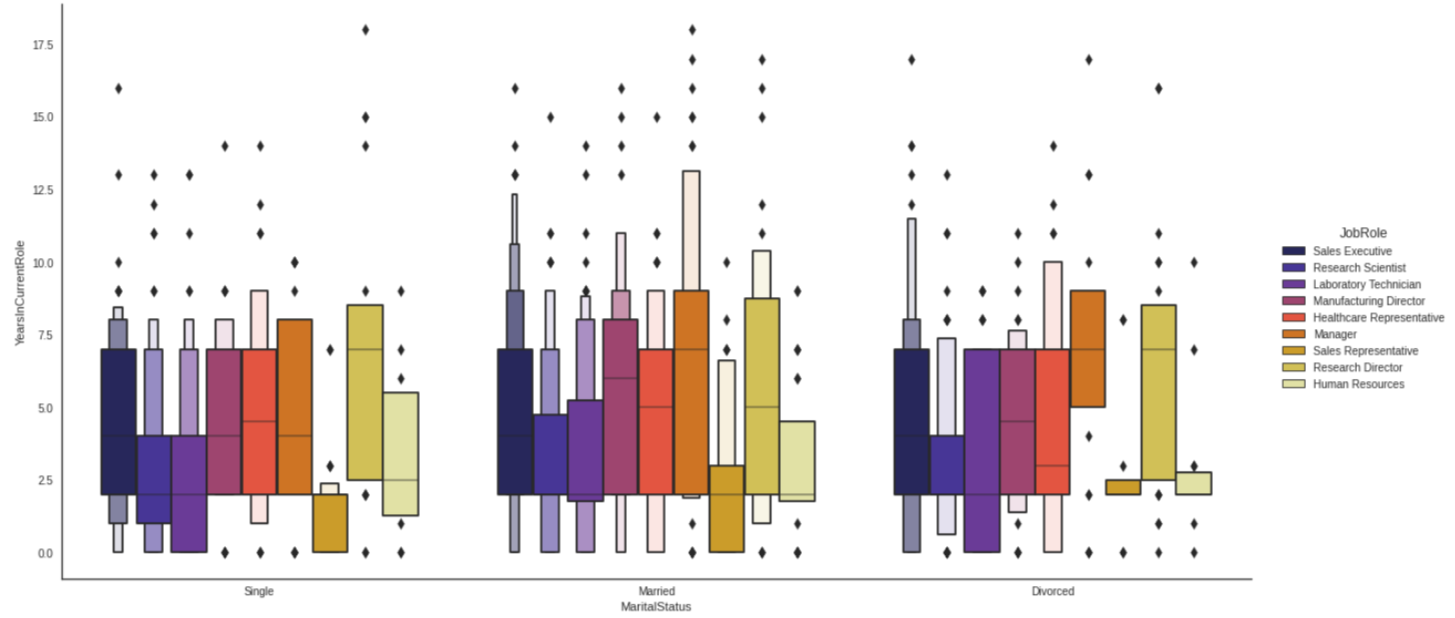 17.5
15.0
12.5
10.0
7.5
5.0
2.5
0.0
YearsInCurrentRole
Single
Married
Divorced
MaritalStatus
JobRole
Sales Executive
Research Scientist
Laboratory Technician
Manufacturing Director
Healthcare Representative
Manager
Sales Representative
Research Director
Human Resources